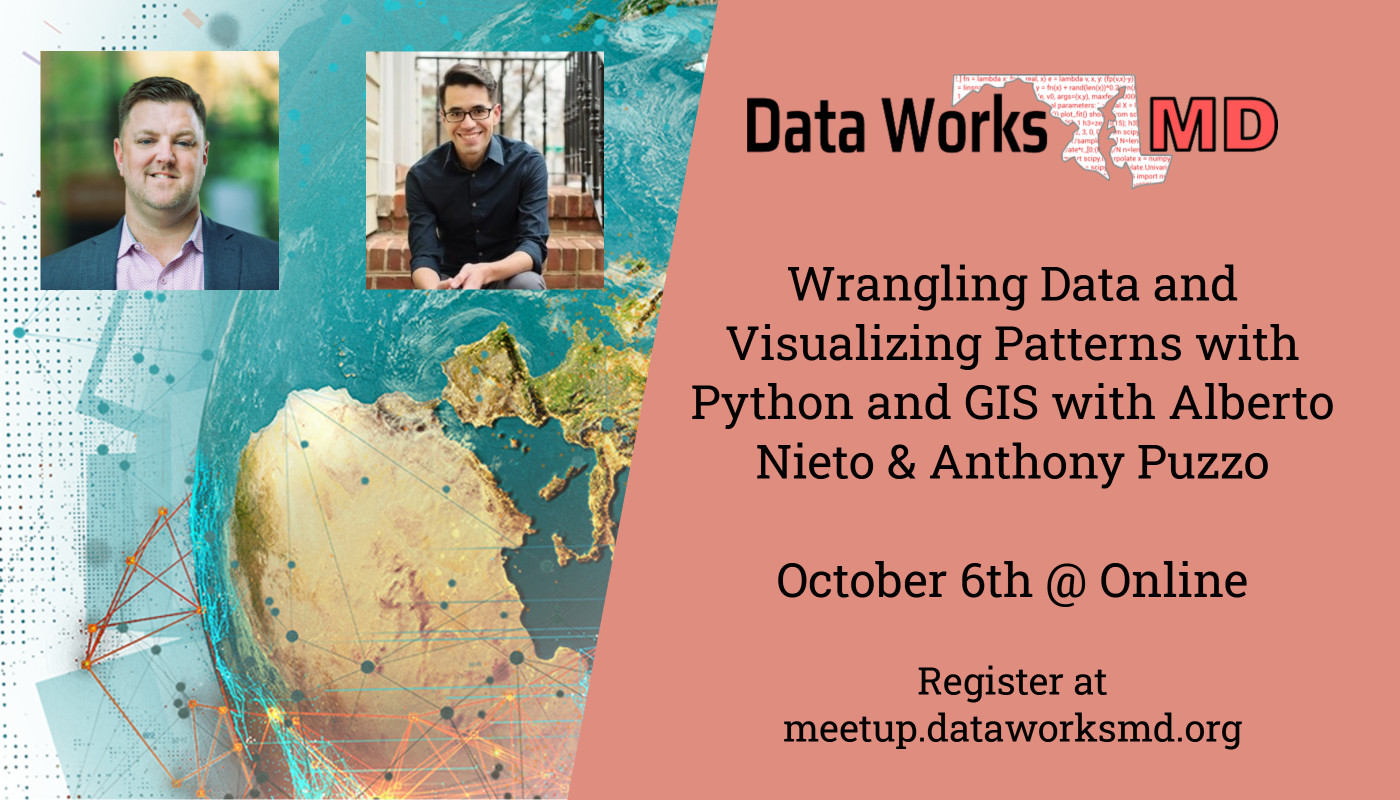 Data Works MD
Wrangling Data and
Visualizing Patterns with
Python and GIS with Alberto
Nieto & Anthony Puzzo
October 6th @ Online
Register at
meetup.dataworksmd.org